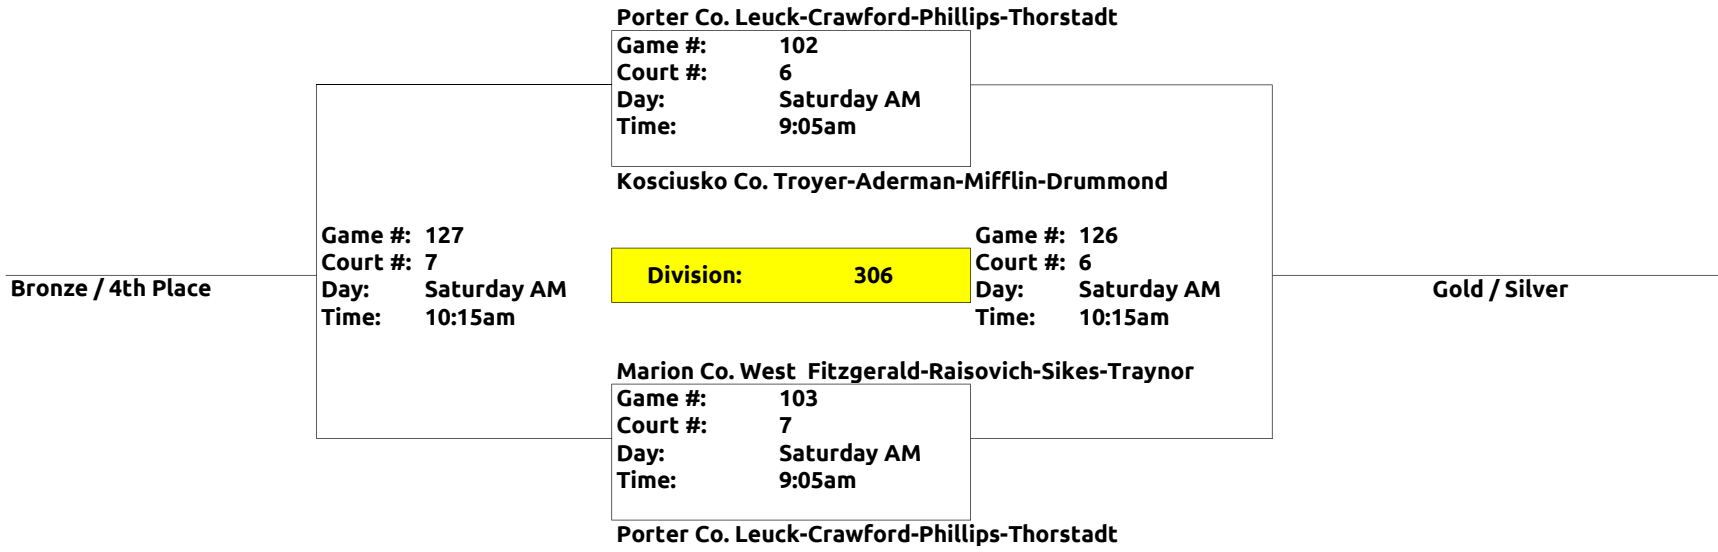 Porter Co. Leuck-Crawford-Phillips-Thorstadt
Game #: 102
Court #: 6
Day: Saturday AM
Time: 9:05am
Kosciusko Co. Troyer-Aderman-Mifflin-Drummond
Game #: 127
Court #: 7
Day: Saturday AM
Time: 10:15am
Bronze / 4th Place
Division: 306
Game #: 126
Court #: 6
Day: Saturday AM
Time: 10:15am
Gold / Silver
Marion Co. West  Fitzgerald-Raisovich-Sikes-Traynor
Game #: 103
Court #: 7
Day: Saturday AM
Time: 9:05am
Porter Co. Leuck-Crawford-Phillips-Thorstadt